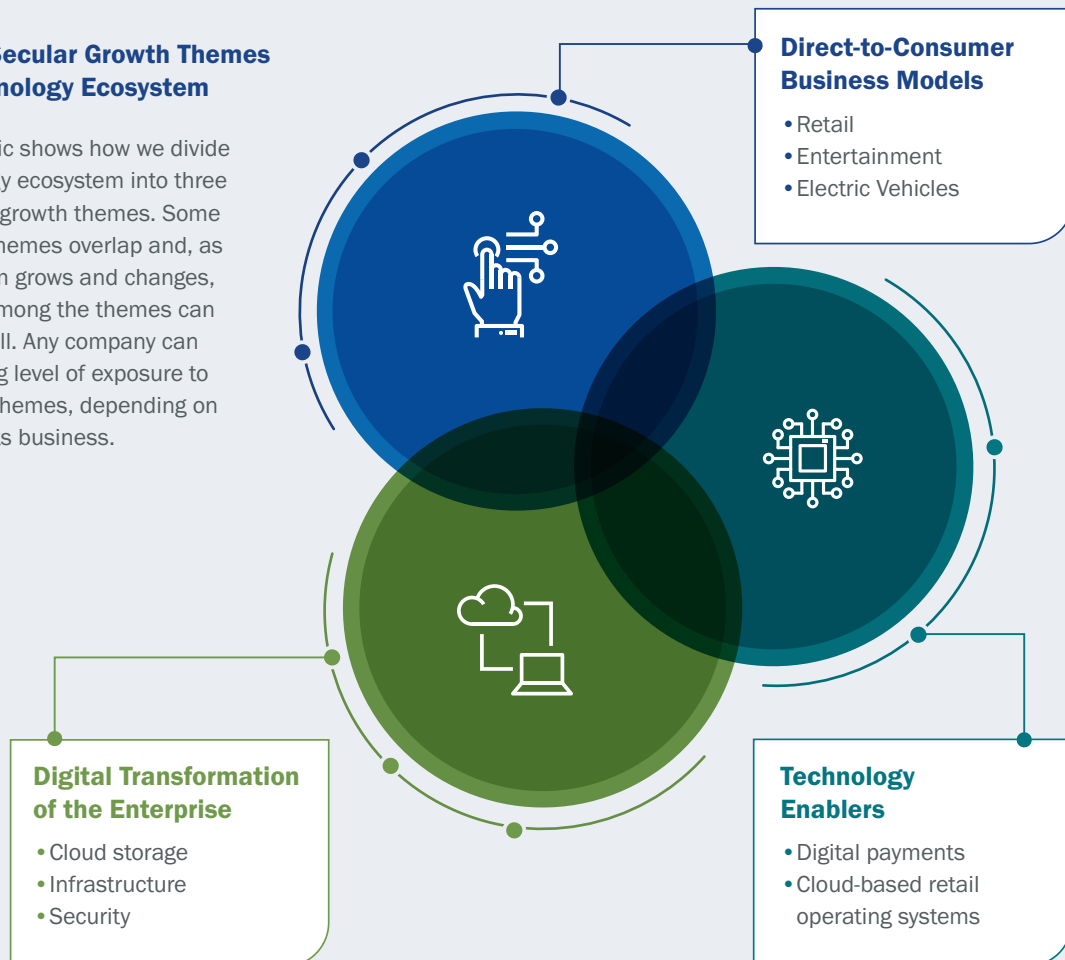 Secular Growth Themes
nology Ecosystem
ic shows how we divide
y ecosystem into three
growth themes. Some
hemes overlap and, as
m grows and changes,
mong the themes can
ll. Any company can
g level of exposure to
hemes, depending on
ts business.
Direct-to-Consumer
Business Models
•Retail
•Entertainment
•Electric Vehicles
Digital Transformation
of the Enterprise
•Cloud storage
•Infrastructure
•Security
Technology
Enablers
•Digital payments
•Cloud-based retail
operating systems